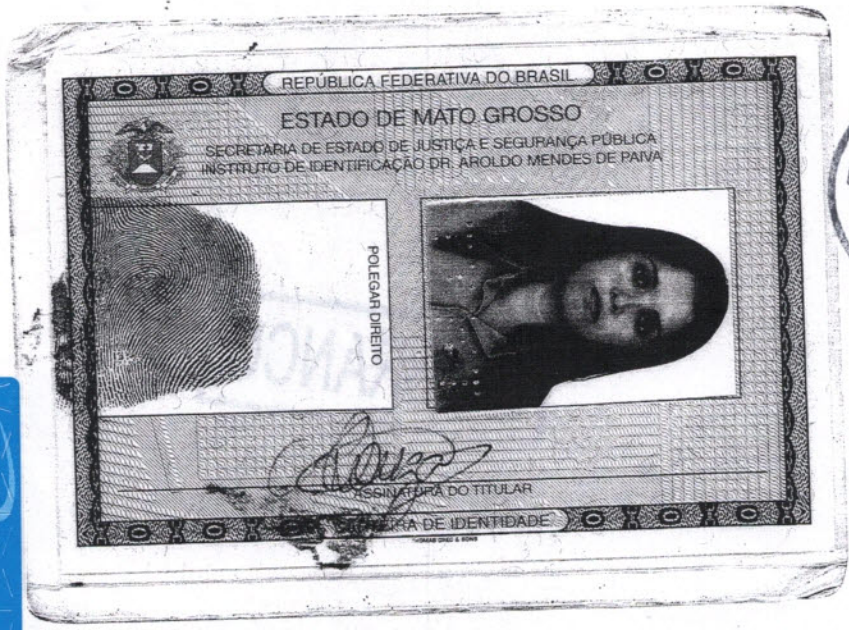 REPÚBLICA FEDERATIVA DO BRASIL
ESTADO DE MATO GROSSO
SECRETARIA DE ESTADO DE JUSTIÇA E SEGURANÇA PÚBLICA
INSTITUTO DE IDENTIFICAÇÃO DR. AROLDO MENDES DE PAIVA
POLEGAR DIREITO
ASSINATURA DO TITULAR
DE IDENTIDADE